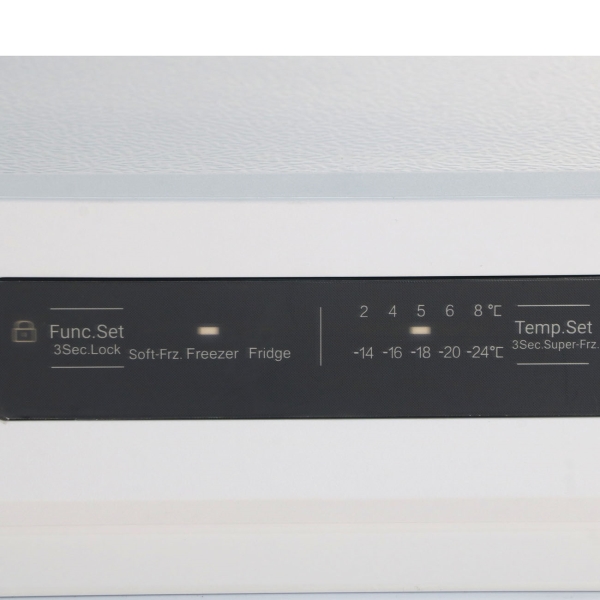 Func.Set
3Sec.Lock
Soft-Frz. Freezer Fridge
2 4 5 6 8 °C
-14 -16 -18 -20 -24°C
Temp.Set
3Sec.Super-Frz.